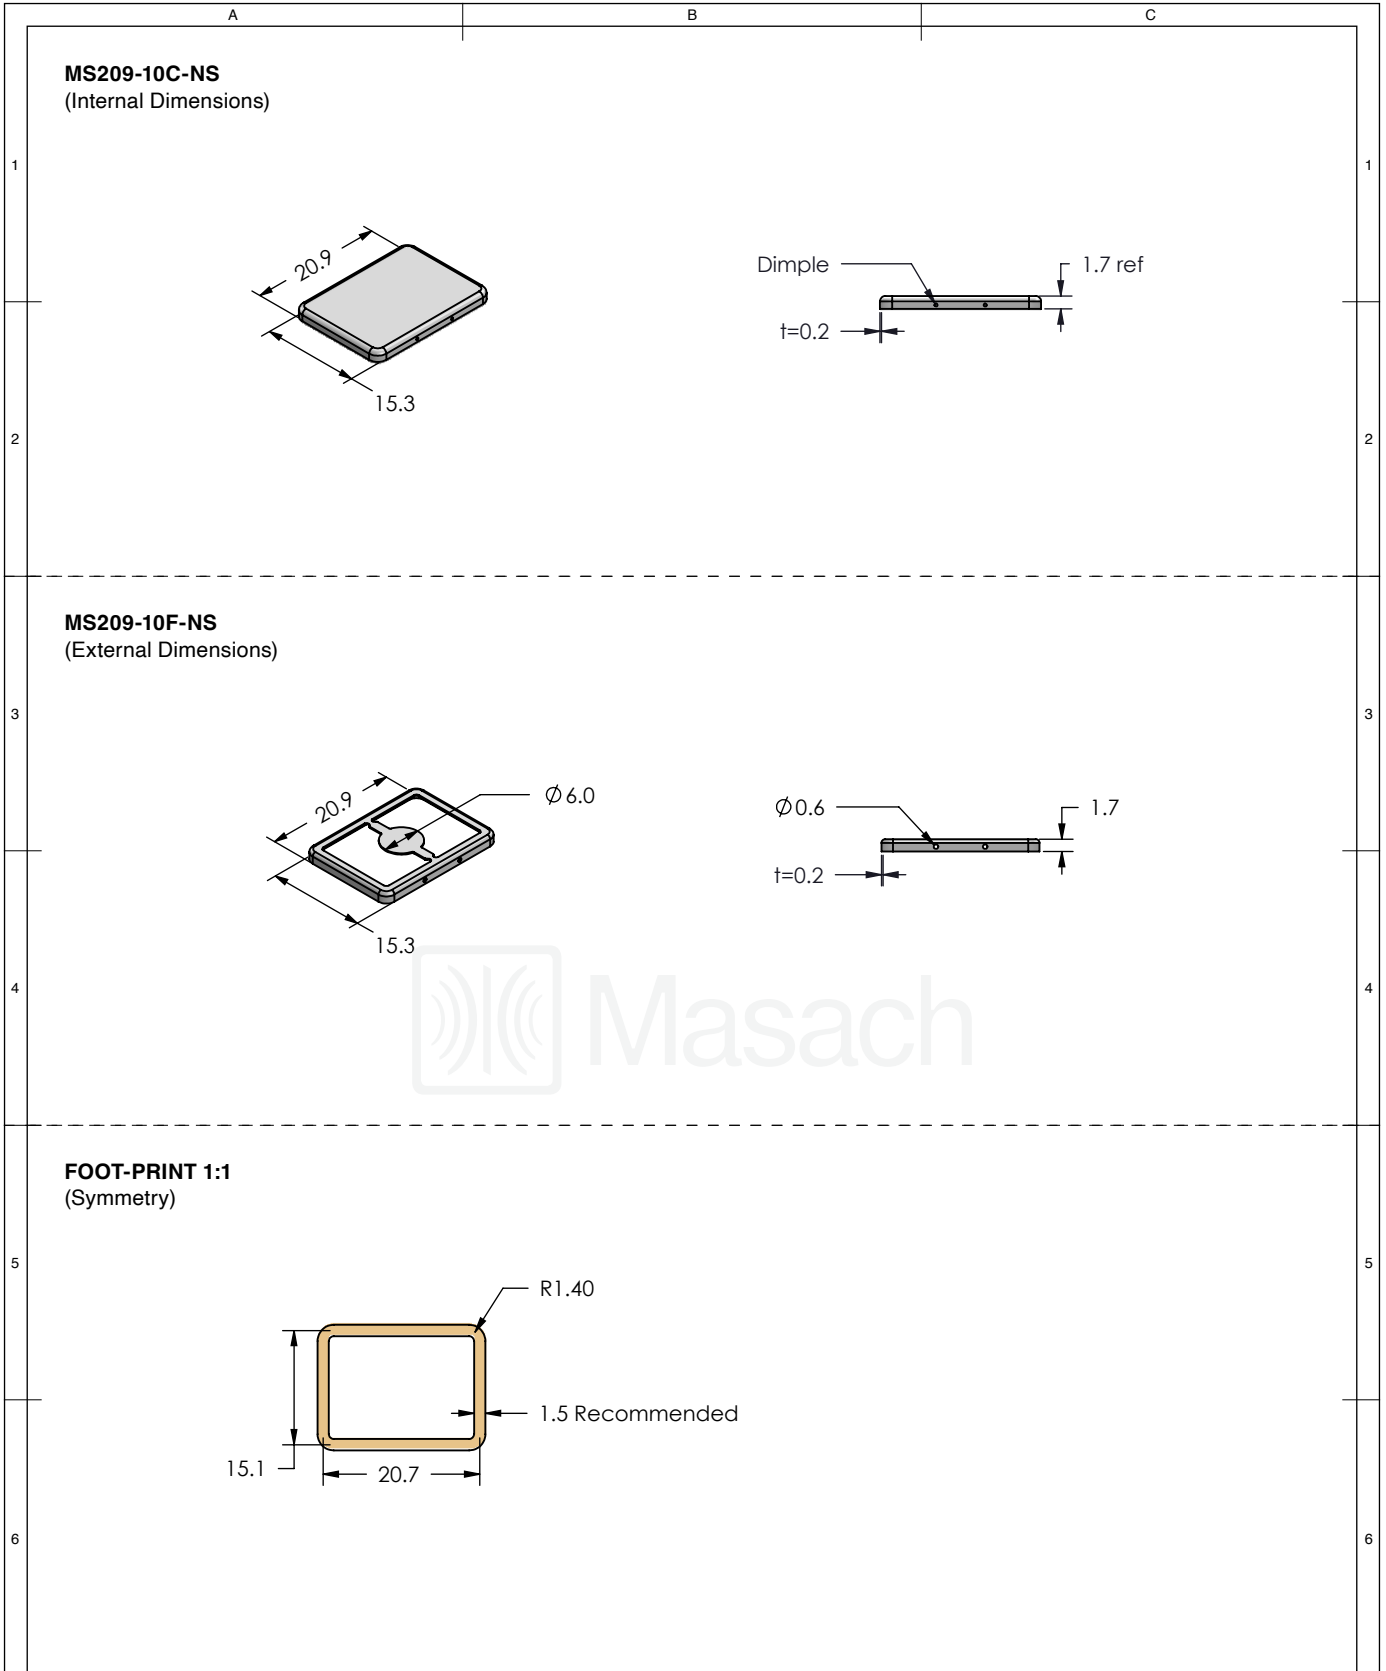 A B C
MS209-10C-NS
(Internal Dimensions)
1 1
20.9
15.3
Dimple
1.7 ref
t=0.2
2 2
MS209-10F-NS
(External Dimensions)
3 3
20.9
Ø6.0
15.3
Ø0.6
1.7
t=0.2
Masach
4 4
FOOT-PRINT 1:1
(Symmetry)
5 5
R1.40
1.5 Recommended
15.1
20.7
6 6